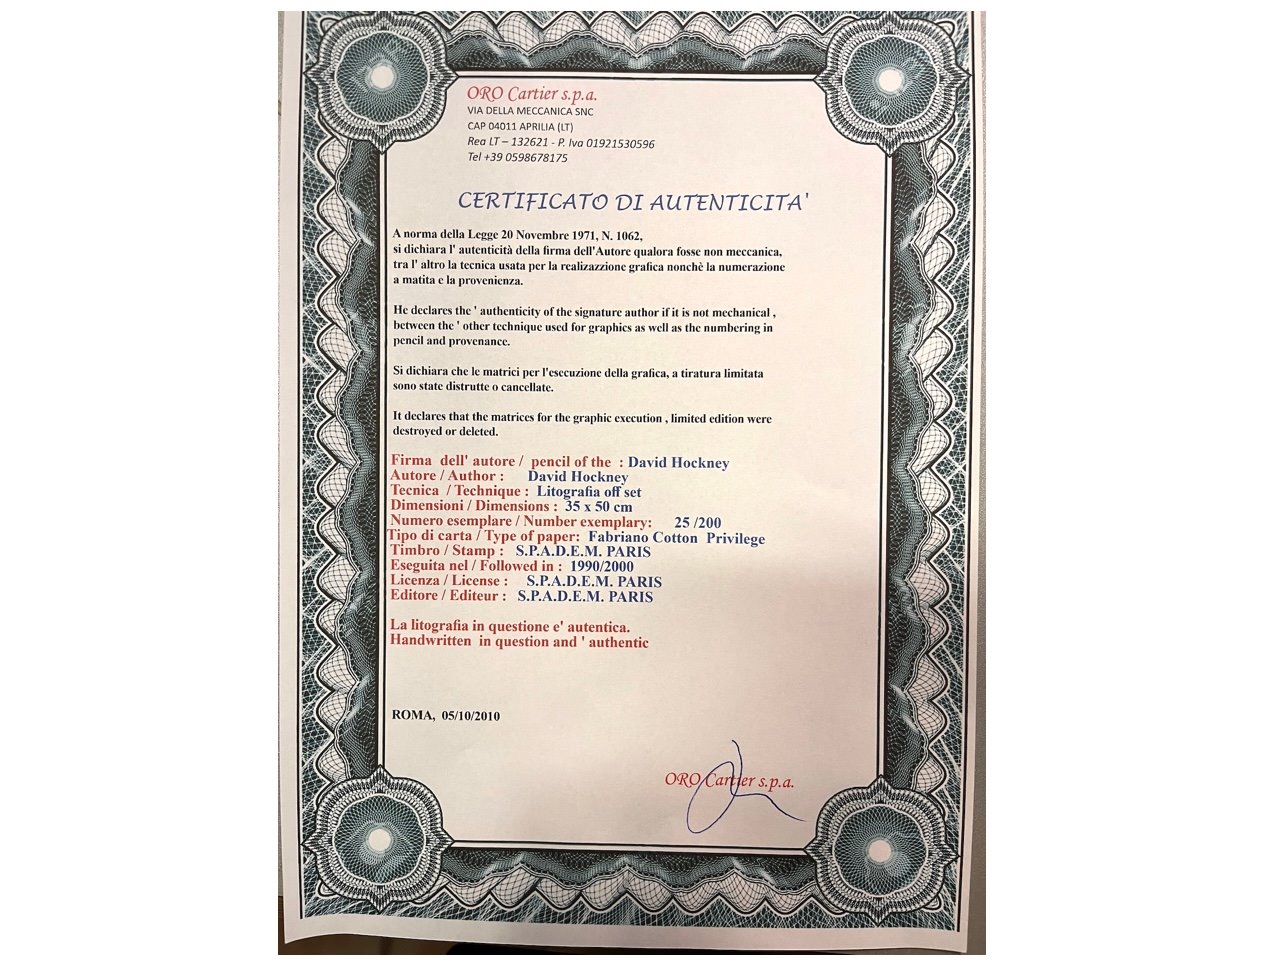 ORO Cartier s.p.a.
VIA DELLA MECCANICA SNC
CAP 04011 APRILIA (LT)
Rea LT – 132621 - P. Iva 01921530596
Tel +39 0598678175
CERTIFICATO DI AUTENTICITA'
A norma della Legge 20 Novembre 1971, N. 1062,
si dichiara l' autenticità della firma dell'Autore qualora fosse non meccanica,
tra l' altro la tecnica usata per la realizazzione grafica nonchè la numerazione
a matita e la provenienza.
He declares the ' authenticity of the signature author if it is not mechanical ,
between the ' other technique used for graphics as well as the numbering in
pencil and provenance.
Si dichiara che le matrici per l'esecuzione della grafica, a tiratura limitata
sono state distrutte o cancellate.
It declares that the matrices for the graphic execution , limited edition were
destroyed or deleted.
Firma dell' autore / pencil of the : David Hockney
Autore / Author : David Hockney
Tecnica / Technique : Litografia off set
Dimensioni / Dimensions : 35 x 50 cm
Numero esemplare / Number exemplary: 25 /200
Tipo di carta / Type of paper: Fabriano Cotton Privilege
Timbro / Stamp : S.P.A.D.E.M. PARIS
Eseguita nel / Followed in : 1990/2000
Licenza / License : S.P.A.D.E.M. PARIS
Editore / Editeur : S.P.A.D.E.M. PARIS
La litografia in questione e' autentica.
Handwritten in question and ' authentic
ROMA, 05/10/2010
ORO Cartier s.p.a.